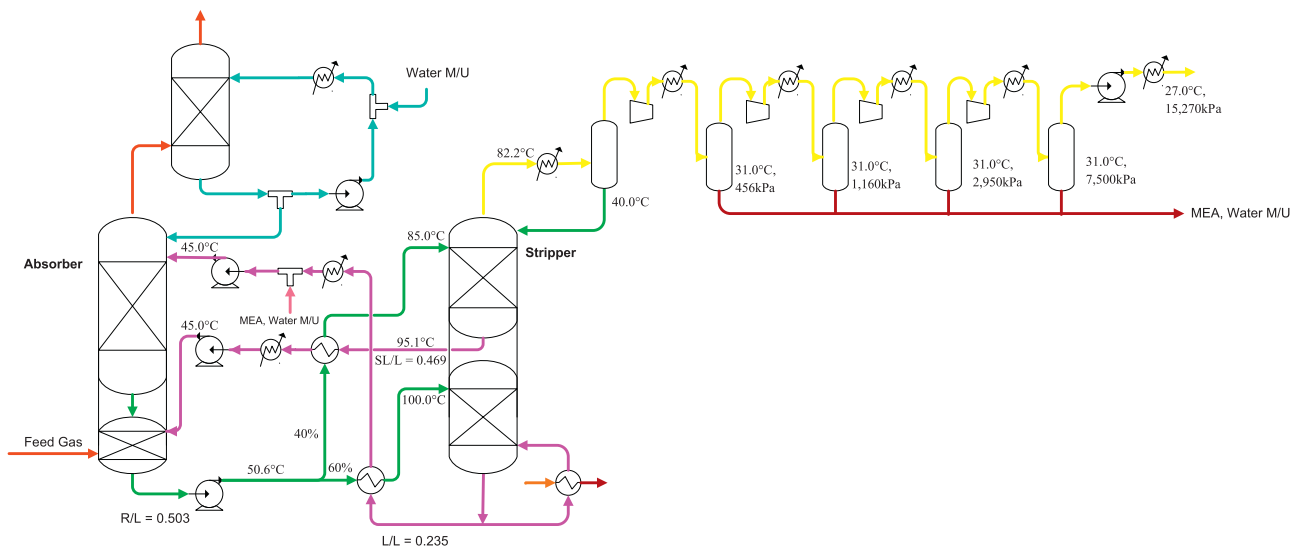 Water M/U
82.2°C
27.0°C,
15,270kPa
31.0°C,
456kPa
31.0°C,
1,160kPa
31.0°C,
2,950kPa
31.0°C,
7,500kPa
40.0°C
MEA, Water M/U
Absorber
45.0°C
85.0°C
Stripper
MEA, Water M/U
45.0°C
95.1°C
SL/L = 0.469
100.0°C
Feed Gas
40%
50.6°C
60%
R/L = 0.503
L/L = 0.235